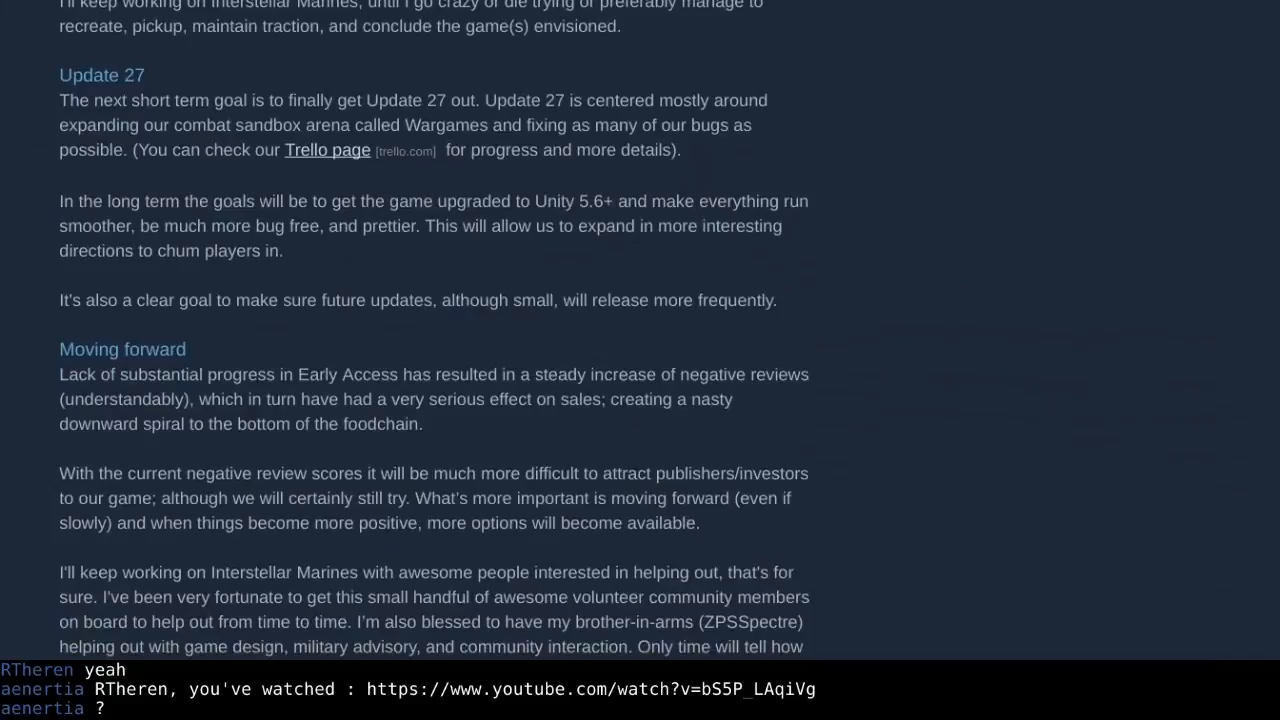 I'll keep working on Interstellar Marines, until I go crazy or die trying or preferably manage to
recreate, pickup, maintain traction, and conclude the game(s) envisioned.
Update 27
The next short term goal is to finally get Update 27 out. Update 27 is centered mostly around
expanding our combat sandbox arena called Wargames and fixing as many of our bugs as
possible. (You can check our Trello page [trello.com] for progress and more details).
In the long term the goals will be to get the game upgraded to Unity 5.6+ and make everything run
smoother, be much more bug free, and prettier. This will allow us to expand in more interesting
directions to chum players in.
It's also a clear goal to make sure future updates, although small, will release more frequently.
Moving forward
Lack of substantial progress in Early Access has resulted in a steady increase of negative reviews
(understandably), which in turn have had a very serious effect on sales; creating a nasty
downward spiral to the bottom of the foodchain.
With the current negative review scores it will be much more difficult to attract publishers/investors
to our game; although we will certainly still try. What's more important is moving forward (even if
slowly) and when things become more positive, more options will become available.
I'll keep working on Interstellar Marines with awesome people interested in helping out, that's for
sure. I've been very fortunate to get this small handful of awesome volunteer community members
on board to help out from time to time. I'm also blessed to have my brother-in-arms (ZPSSpectre)
helping out with game design, military advisory, and community interaction. Only time will tell how
RTheren yeah
aenertia RTheren, you've watched : https://www.youtube.com/watch?v=bS5P_LAqiVg
aenertia ?